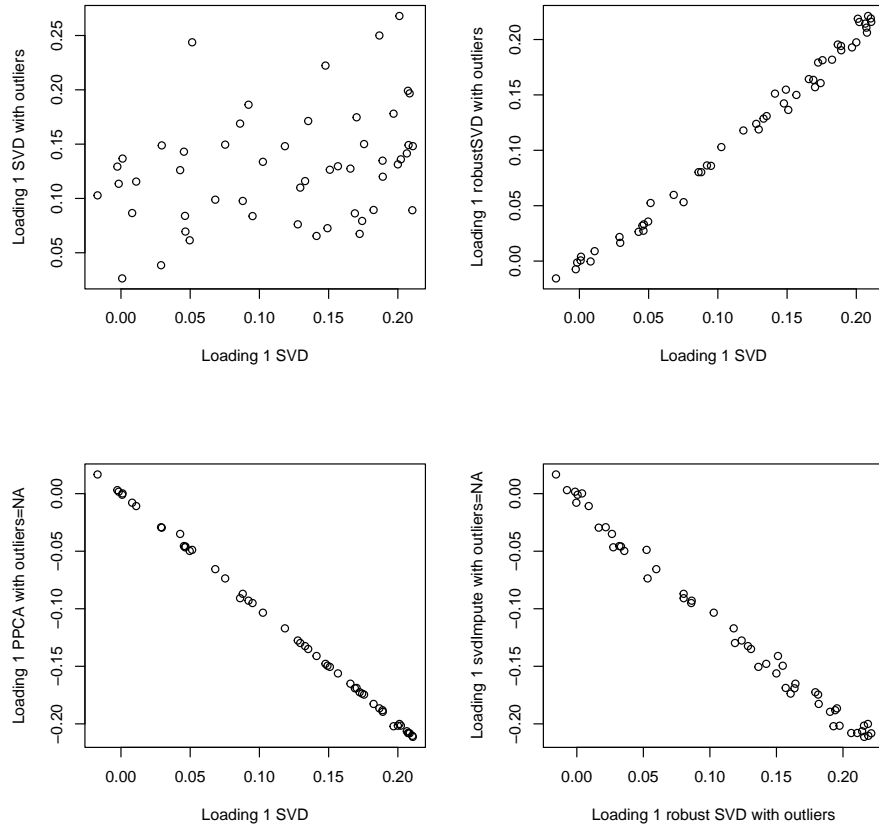 Loading 1 SVD with outliers
0.05 0.10 0.15 0.20 0.25
0.00 0.05 0.10 0.15 0.20
Loading 1 SVD
Loading 1 robustSVD with outliers
0.00 0.05 0.10 0.15 0.20
0.00 0.05 0.10 0.15 0.20
Loading 1 SVD
Loading 1 PPCA with outliers=NA
−0.20 −0.15 −0.10 −0.05 0.00
0.00 0.05 0.10 0.15 0.20
Loading 1 SVD
Loading 1 svdImpute with outliers=NA
−0.20 −0.15 −0.10 −0.05 0.00
0.00 0.05 0.10 0.15 0.20
Loading 1 robust SVD with outliers